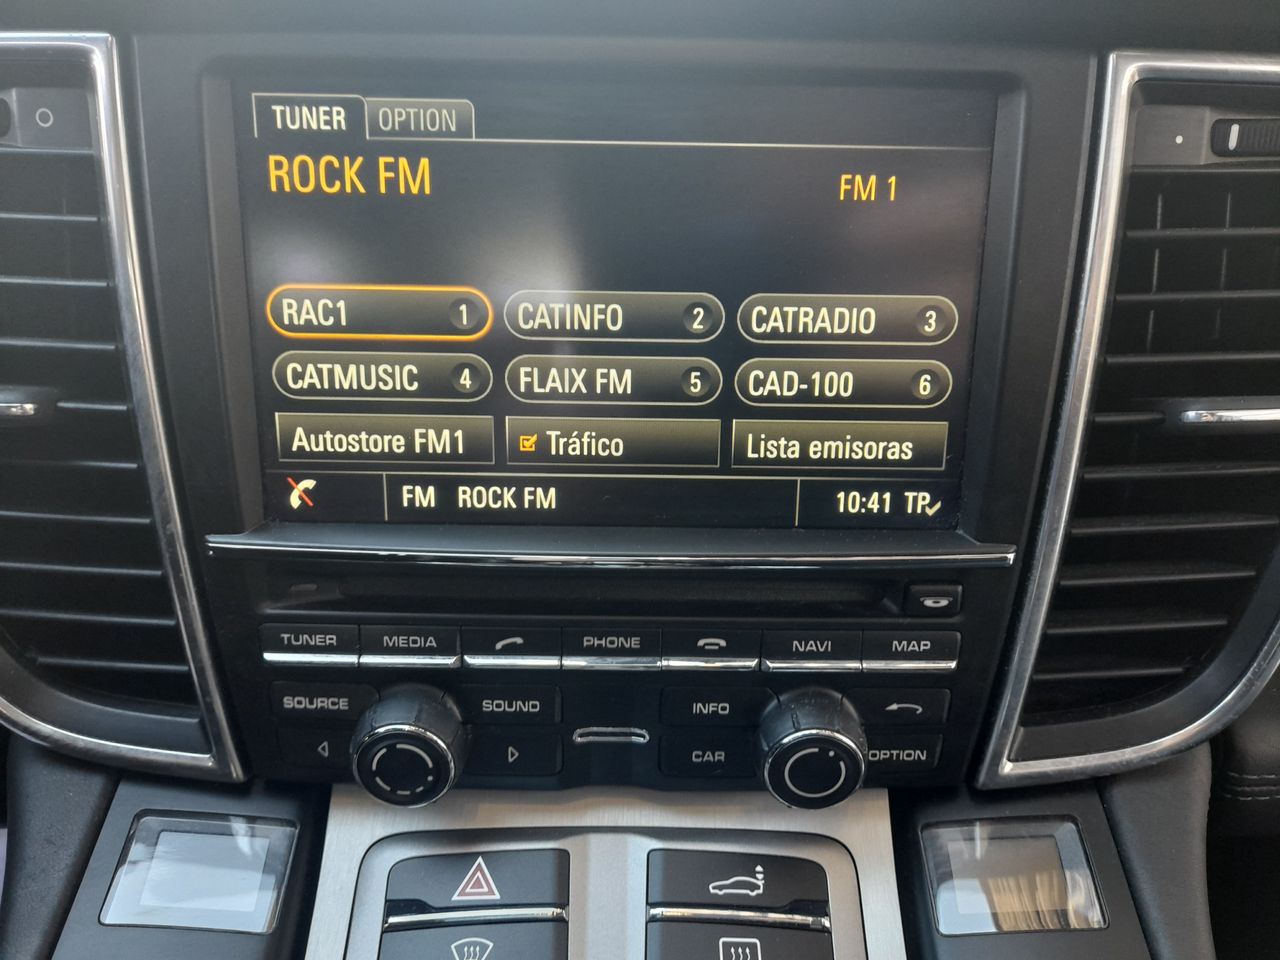 TUNER OPTION
ROCK FM FM 1
RAC1 1 CATINFO 2 CATRADIO 3
CATMUSIC 4 FLAIX FM 5 CAD-100 6
Autostore FM1 Tráfico Lista emisoras
FM ROCK FM 10:41 TP
TUNER MEDIA PHONE NAVI MAP
SOURCE SOUND INFO
CAR OPTION